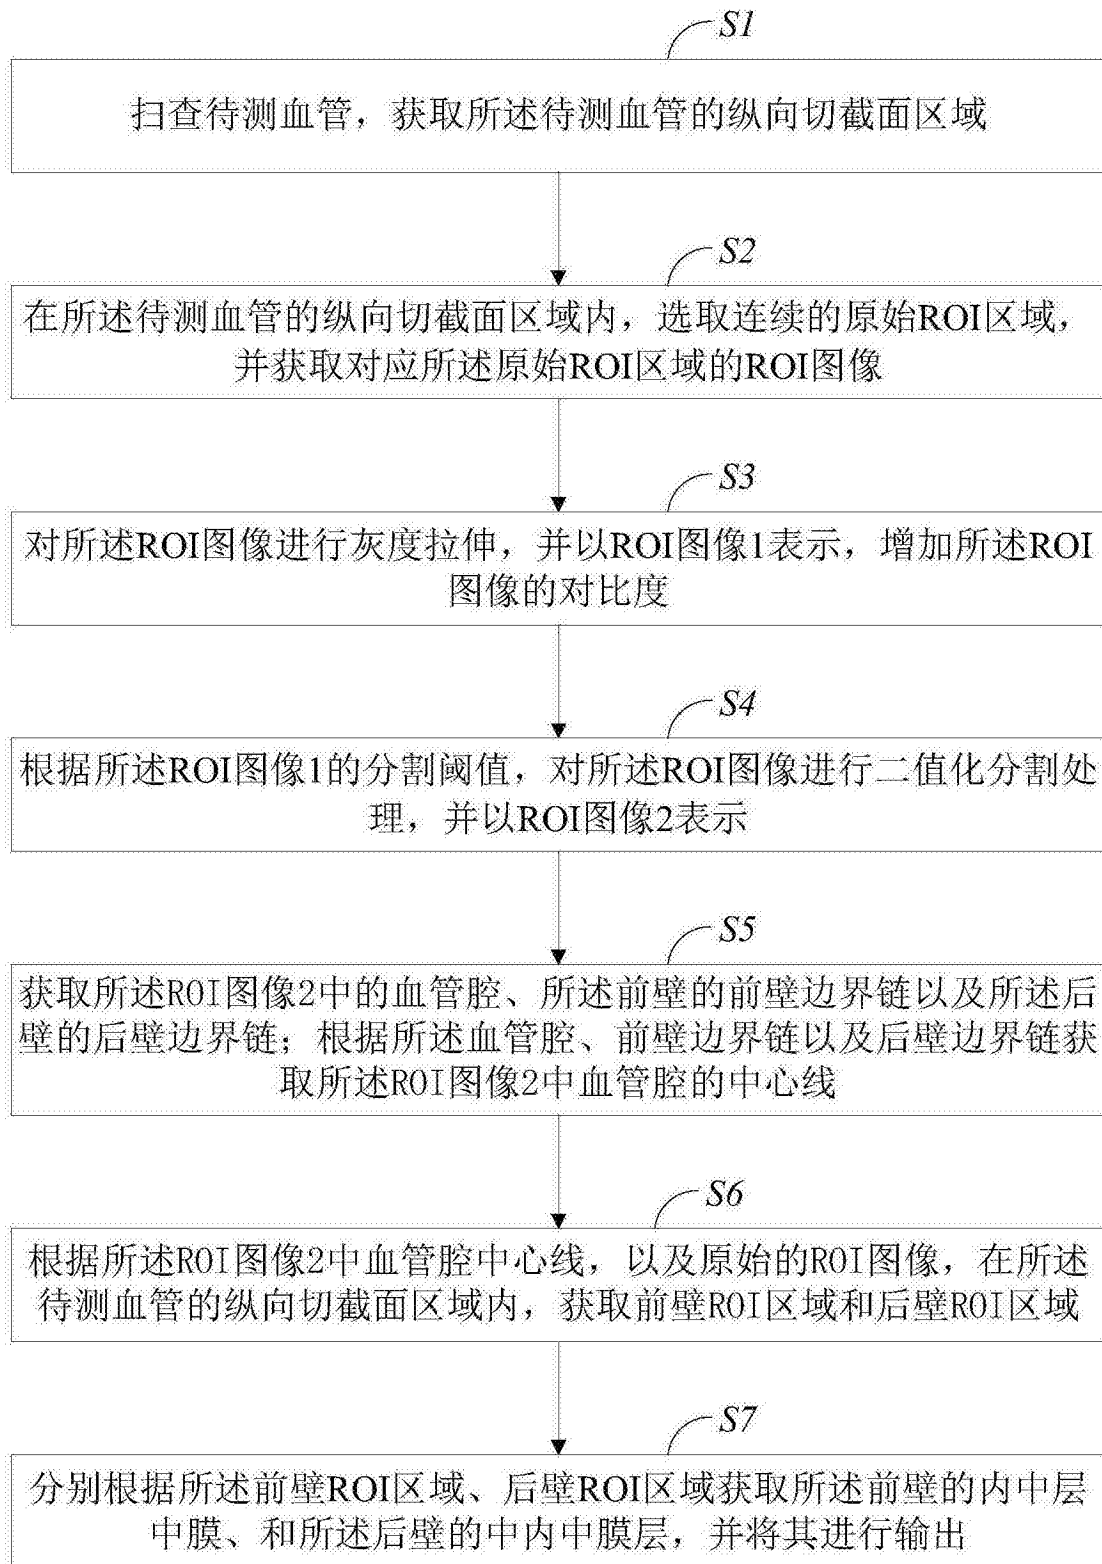 S1
扫查待测血管，获取所述待测血管的纵向切截面区域
S2
在所述待测血管的纵向切截面区域内，选取连续的原始ROI区域，
并获取对应所述原始ROI区域的ROI图像
S3
对所述ROI图像进行灰度拉伸，并以ROI图像1表示，增加所述ROI
图像的对比度
S4
根据所述ROI图像1的分割阈值，对所述ROI图像进行二值化分割处
理，并以ROI图像2表示
S5
获取所述ROI图像2中的血管腔、所述前壁的前壁边界链以及所述后
壁的后壁边界链；根据所述血管腔、前壁边界链以及后壁边界链获
取所述ROI图像2中血管腔的中心线
S6
根据所述ROI图像2中血管腔中心线，以及原始的ROI图像，在所述
待测血管的纵向切截面区域内，获取前壁ROI区域和后壁ROI区域
S7
分别根据所述前壁ROI区域、后壁ROI区域获取所述前壁的内中层
中膜、和所述后壁的中内中膜层，并将其进行输出